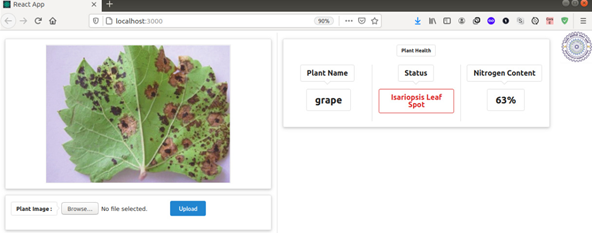 React App
localhost:3000
90%
Plant Health
Plant Name
Status
Nitrogen Content
grape
Isariopsis Leaf
Spot
63%
Plant Image :
Browse...
No file selected.
Upload